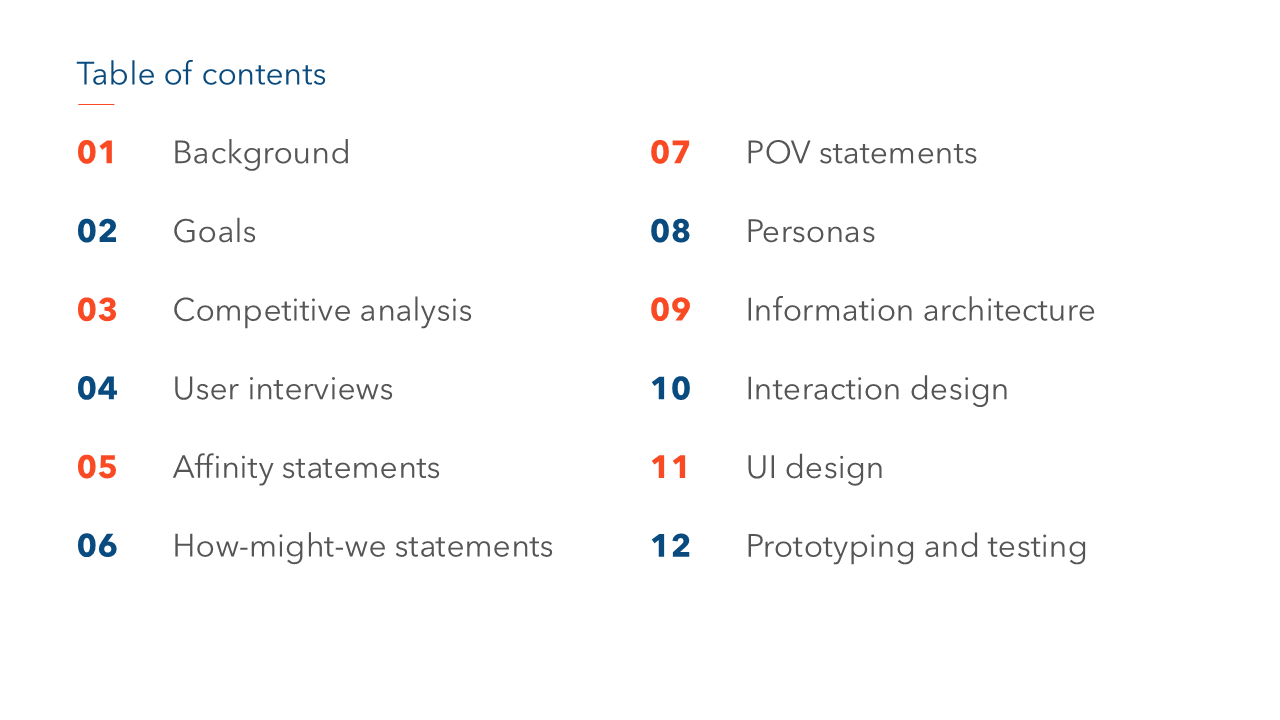 Table of contents
01 Background
02 Goals
03 Competitive analysis
04 User interviews
05 Affinity statements
06 How-might-we statements
07 POV statements
08 Personas
09 Information architecture
10 Interaction design
11 UI design
12 Prototyping and testing